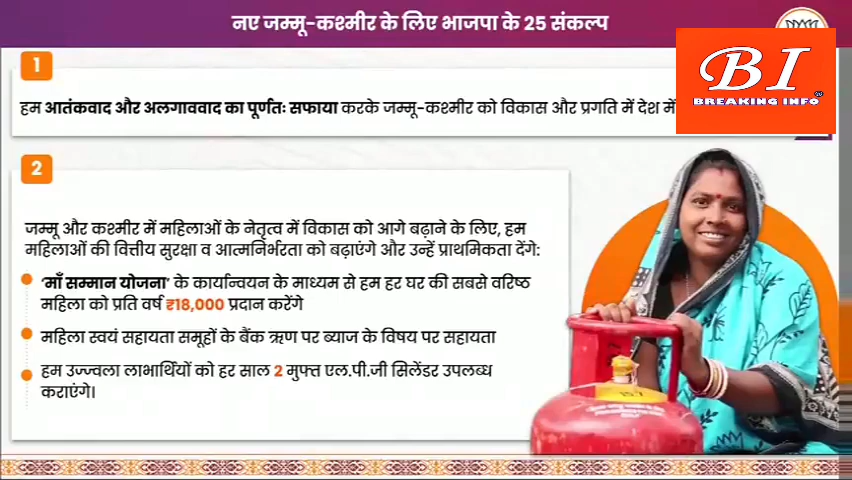 नए जम्मू-कश्मीर के लिए भाजपा के 25 संकल्प
BI
BREAKING INFO
1
हम आतंकवाद और अलगाववाद का पूर्णतः सफाया करके जम्मू-कश्मीर को विकास और प्रगति में देश में
2
जम्मू और कश्मीर में महिलाओं के नेतृत्व में विकास को आगे बढ़ाने के लिए, हम
महिलाओं की वित्तीय सुरक्षा व आत्मनिर्भरता को बढ़ाएंगे और उन्हें प्राथमिकता देंगे:
'माँ सम्मान योजना' के कार्यान्वयन के माध्यम से हम हर घर की सबसे वरिष्ठ
महिला को प्रति वर्ष ₹18,000 प्रदान करेंगे
महिला स्वयं सहायता समूहों के बैंक ऋण पर ब्याज के विषय पर सहायता
हम उज्ज्वला लाभार्थियों को हर साल 2 मुफ्त एल.पी.जी सिलेंडर उपलब्ध
कराएंगे।